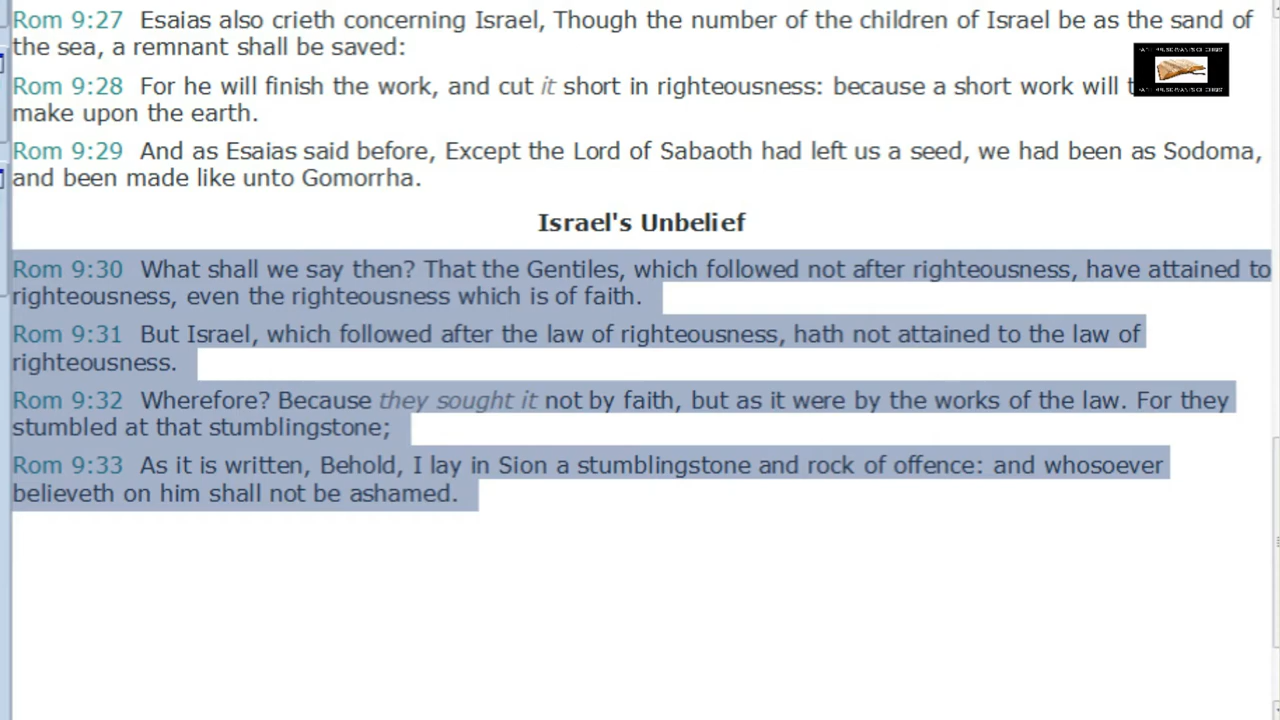 Rom 9:27 Esaias also crieth concerning Israel, Though the number of the children of Israel be as the sand of
the sea, a remnant shall be saved:
Rom 9:28 For he will finish the work, and cut it short in righteousness: because a short work will
make upon the earth.
Rom 9:29 And as Esaias said before, Except the Lord of Sabaoth had left us a seed, we had been as Sodoma,
and been made like unto Gomorrha.
Israel's Unbelief
Rom 9:30 What shall we say then? That the Gentiles, which followed not after righteousness, have attained to
righteousness, even the righteousness which is of faith.
Rom 9:31 But Israel, which followed after the law of righteousness, hath not attained to the law of
righteousness.
Rom 9:32 Wherefore? Because they sought it not by faith, but as it were by the works of the law. For they
stumbled at that stumblingstone;
Rom 9:33 As it is written, Behold, I lay in Sion a stumblingstone and rock of offence: and whosoever
believeth on him shall not be ashamed.